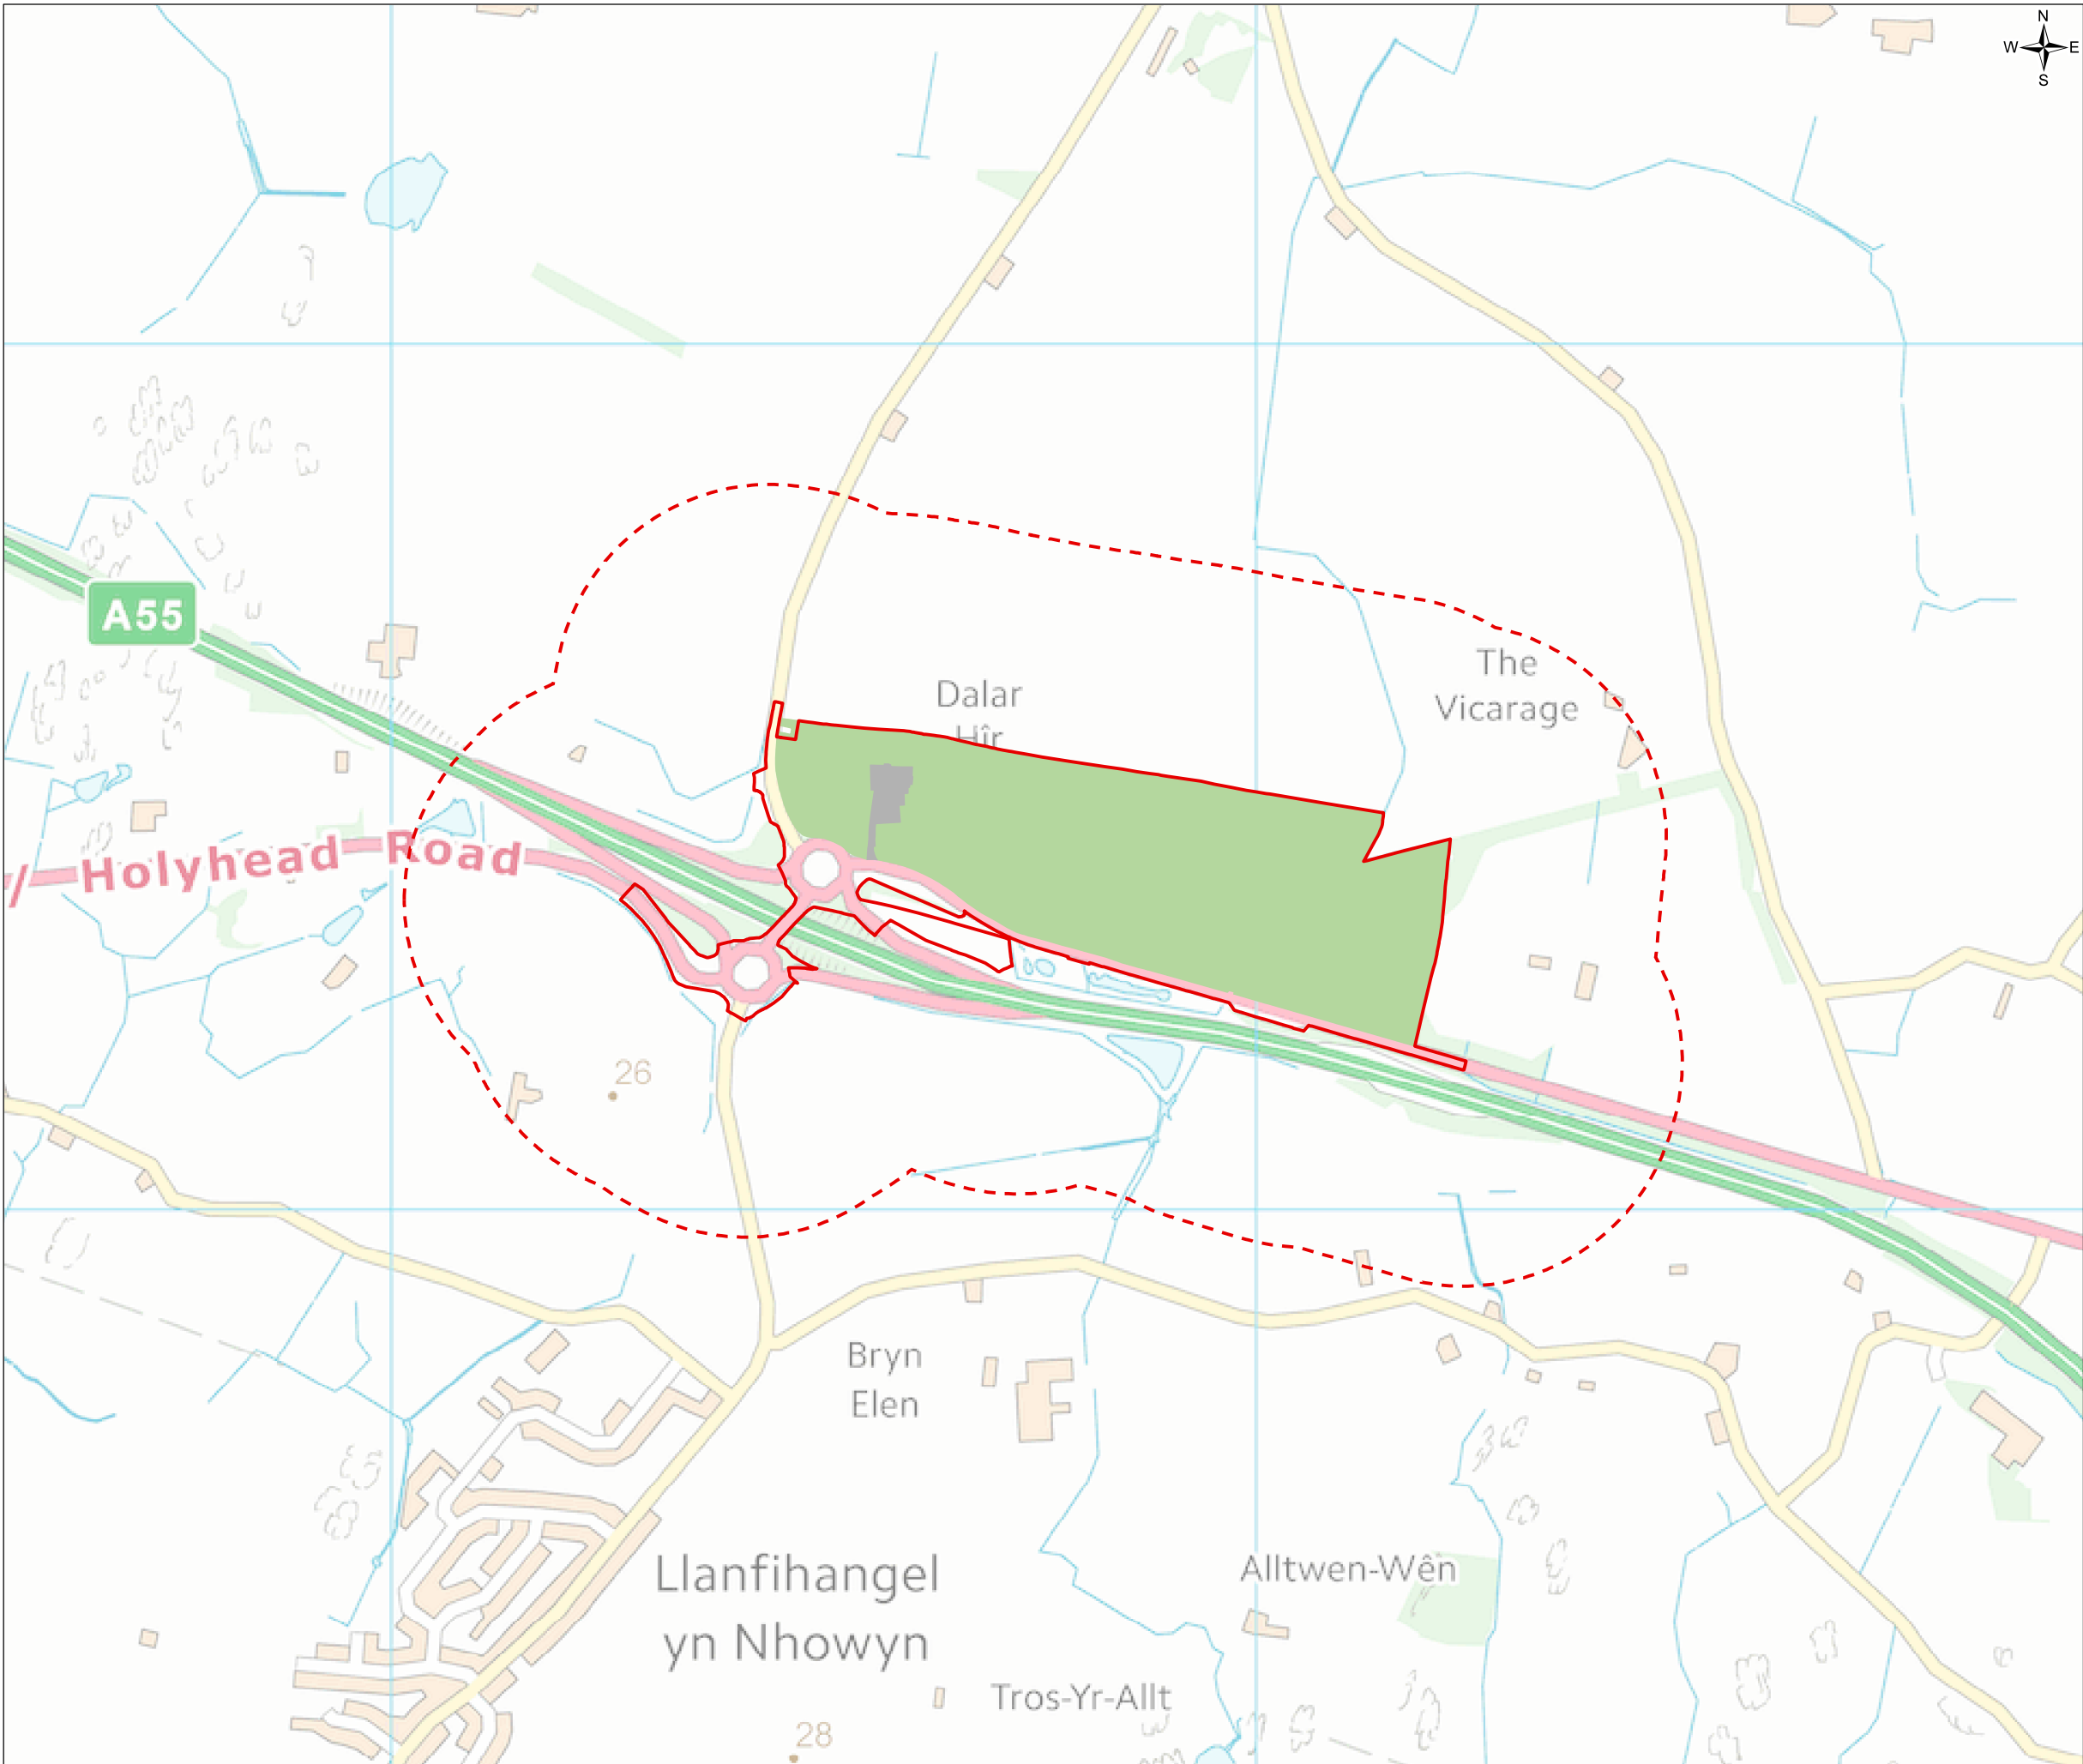 N
W E
S
A55
The
Vicarage
Dalar
Hîr
/ Holyhead Road
26
Bryn
Elen
Llanfihangel
yn Nhowyn
Alltwen-Wên
Tros-Yr-Allt
28